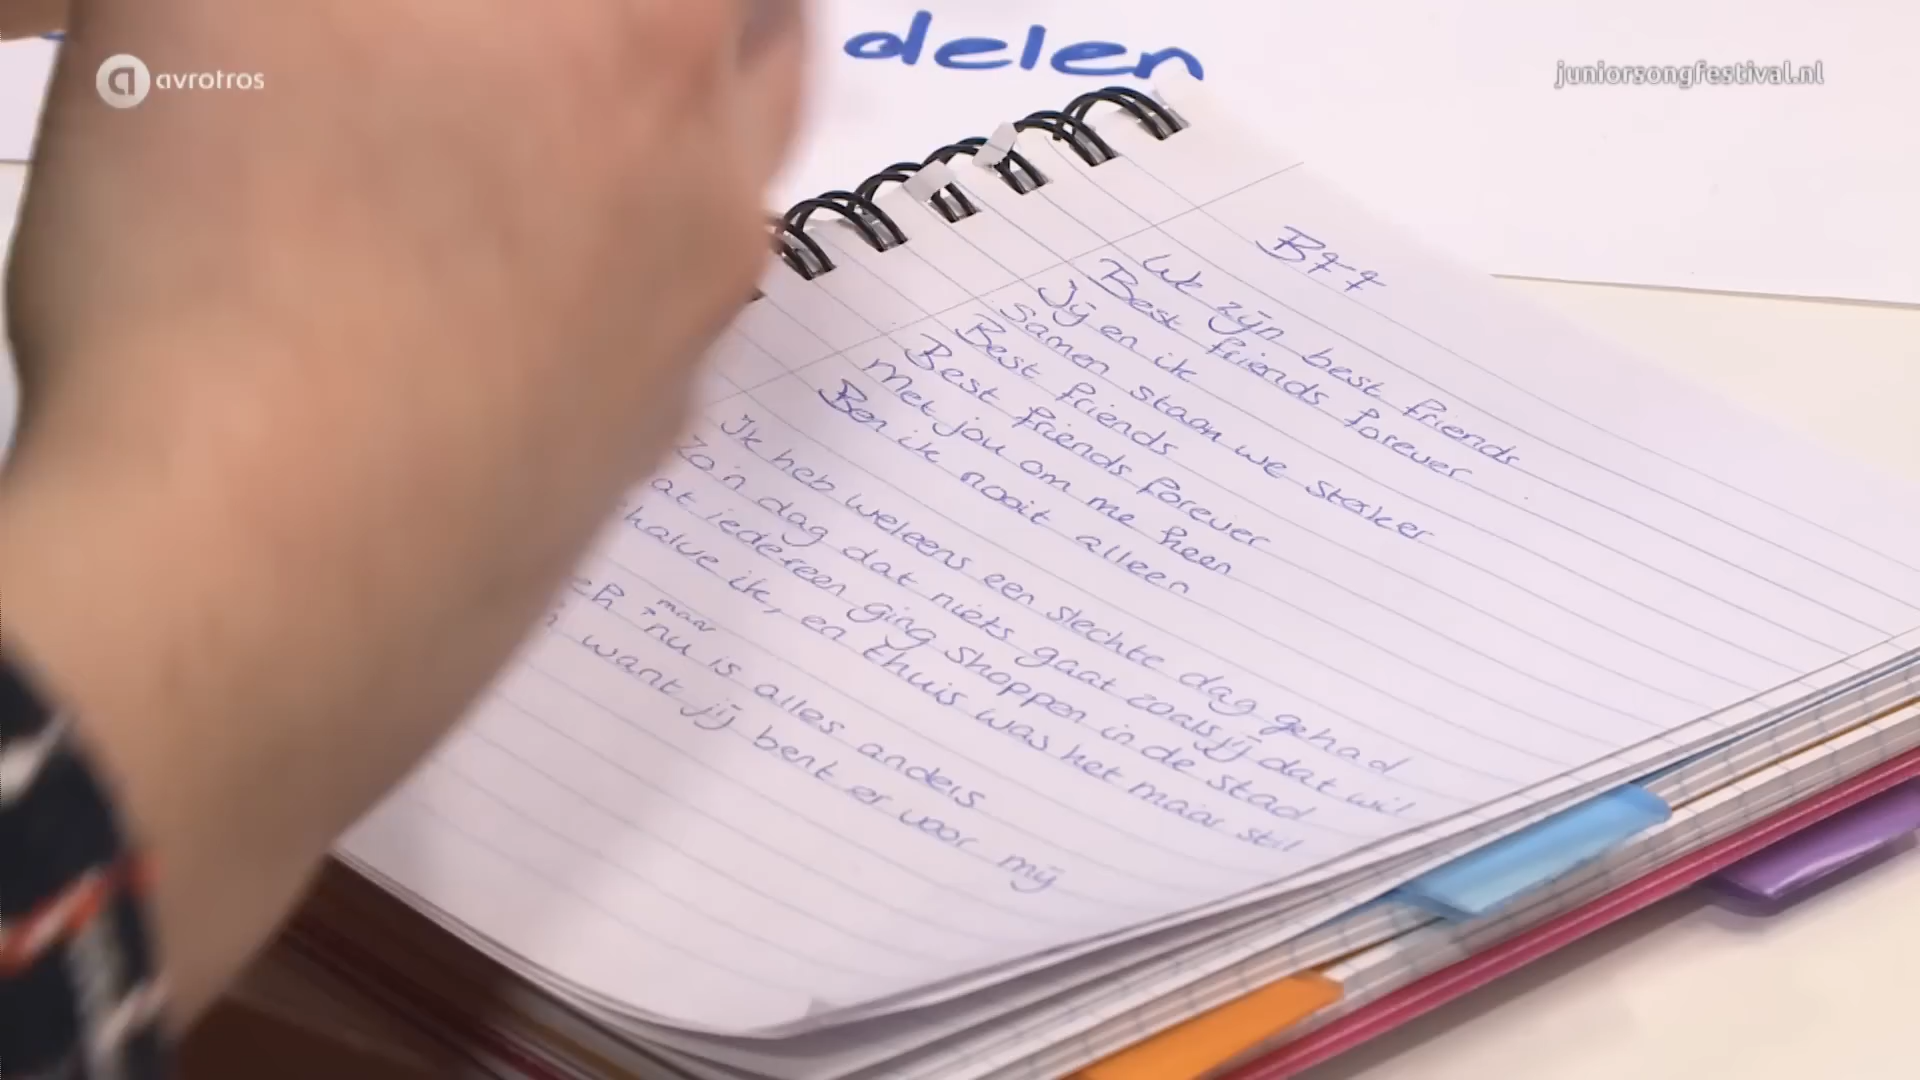 avrotros
delen
juniorsongfestival.nl
Bff
We zijn best friends
Best friends forever
Jij en ik
Samen staan we sterker
Best friends
Best friends forever
Met jou om me heen
Ben ik nooit alleen
Ik heb weleens een slechte dag gehad
Zo'n dag dat niets gaat zoals jij dat wil
at iedereen ging shoppen in de stad
halve ik, en thuis was het maar stil
maar
nu is alles anders
want jij bent er voor mij